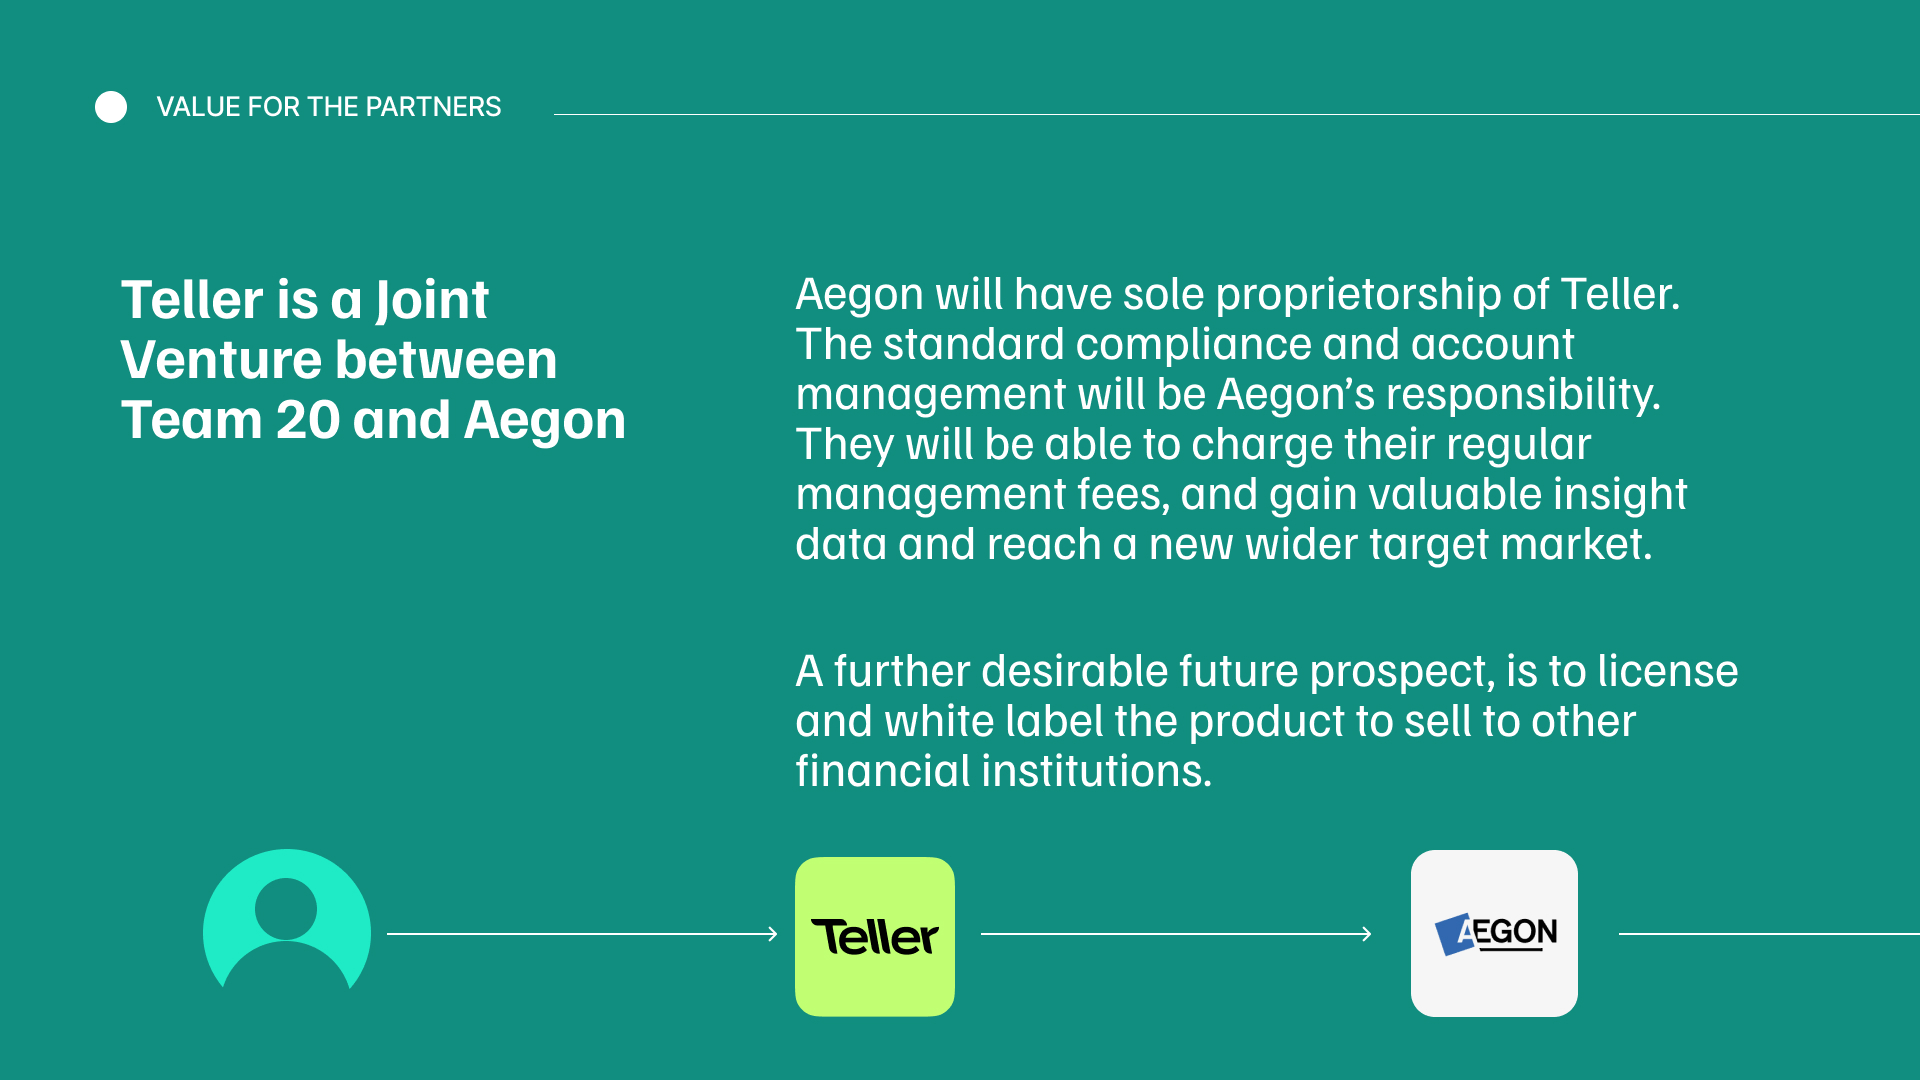 VALUE FOR THE PARTNERS
Teller is a Joint
Venture between
Team 20 and Aegon
Aegon will have sole proprietorship of Teller.
The standard compliance and account
management will be Aegon’s responsibility.
They will be able to charge their regular
management fees, and gain valuable insight
data and reach a new wider target market.
A further desirable future prospect, is to license
and white label the product to sell to other
financial institutions.
Teller
AEGON